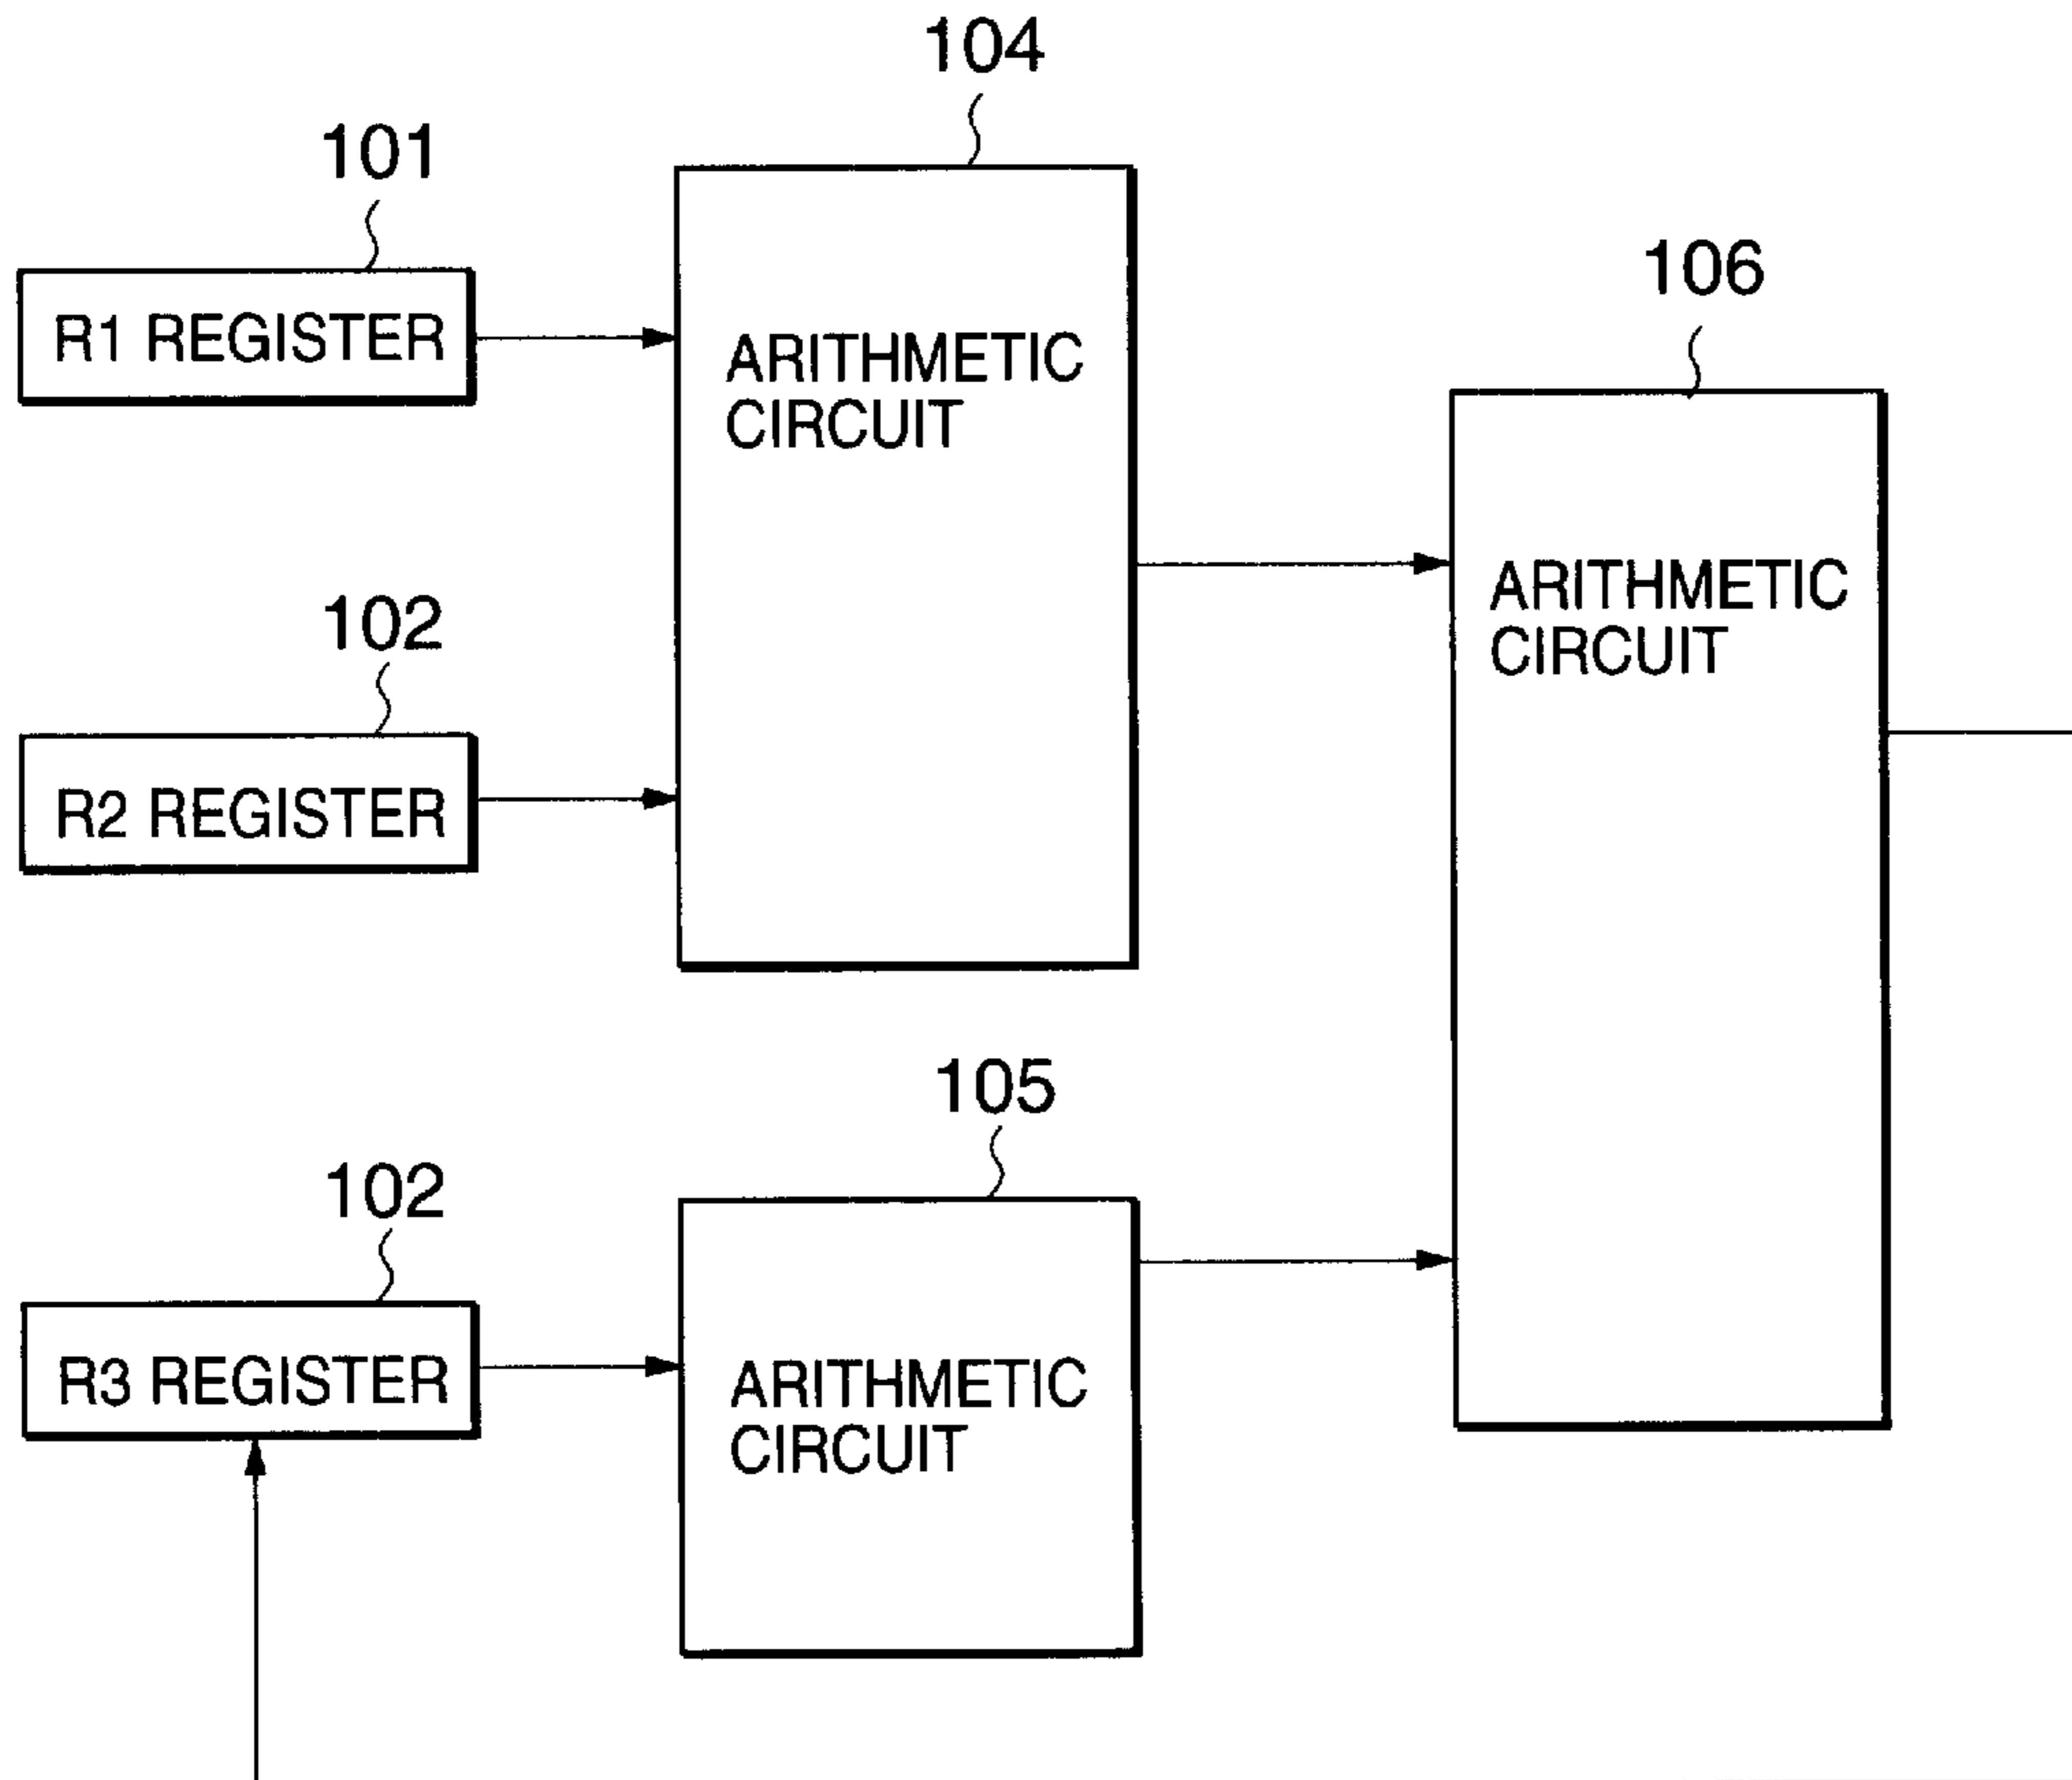 104
101
106
R1 REGISTER
ARITHMETIC
CIRCUIT
102
ARITHMETIC
CIRCUIT
R2 REGISTER
105
102
R3 REGISTER
ARITHMETIC
CIRCUIT